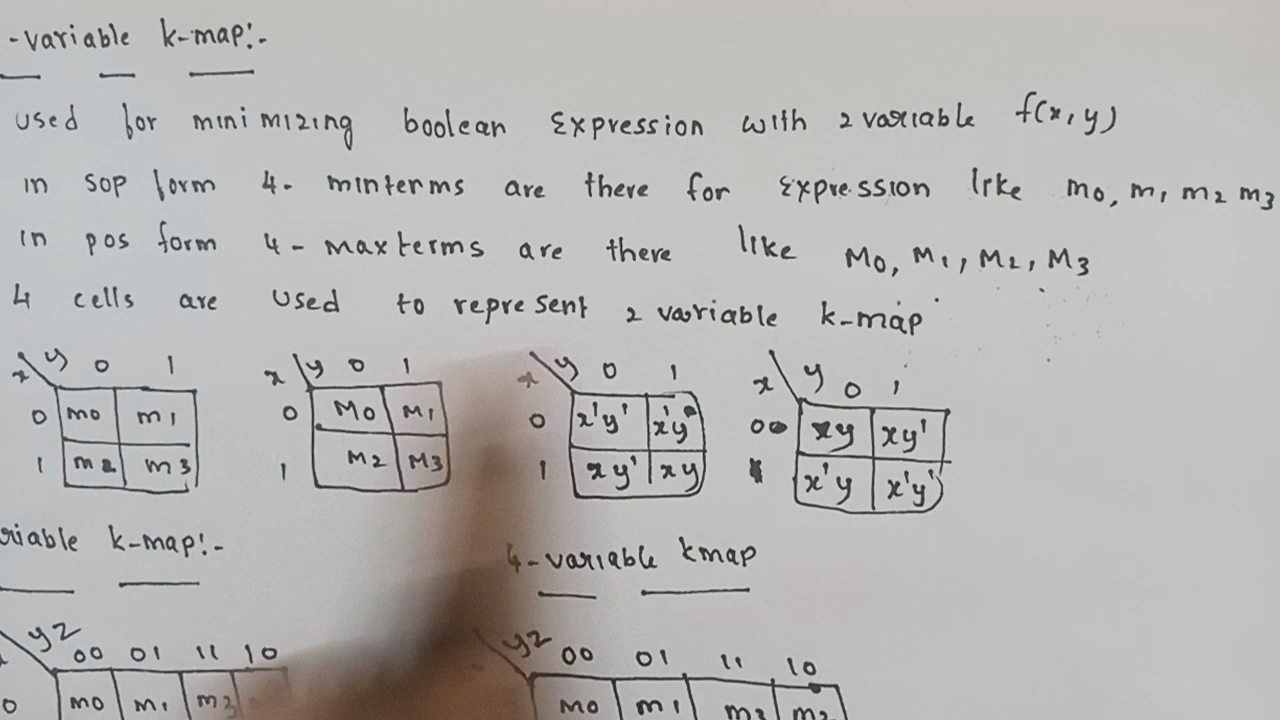 -variable k-map:-
used for minimizing boolean Expression with 2 variable f(x,y)
in sop form 4- minterms are there for Expression like m0, m1 m2 m3
in pos form 4- maxterms are there like M0, M1, M2, M3
4 cells are used to represent 2 variable k-map
x y 0 1
0 m0 m1
1 m2 m3
x y 0 1
0 M0 M1
1 M2 M3
x y 0 1
0 x'y' x'y
1 xy' xy
x y 0 1
0 xy xy'
x'y x'y'
riable k-map:-
4-variable kmap
yz 00 01 11 10
0 m0 m1 m3
yz 00 01 11 10
m0 m1 m3 m2